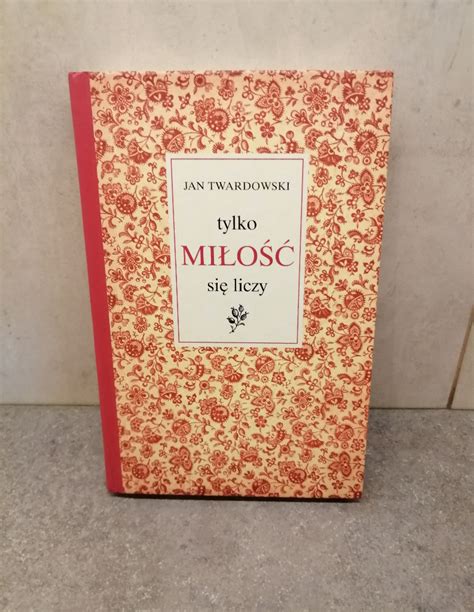 JAN TWARDOWSKI
tylko
MIŁOŚĆ
się liczy